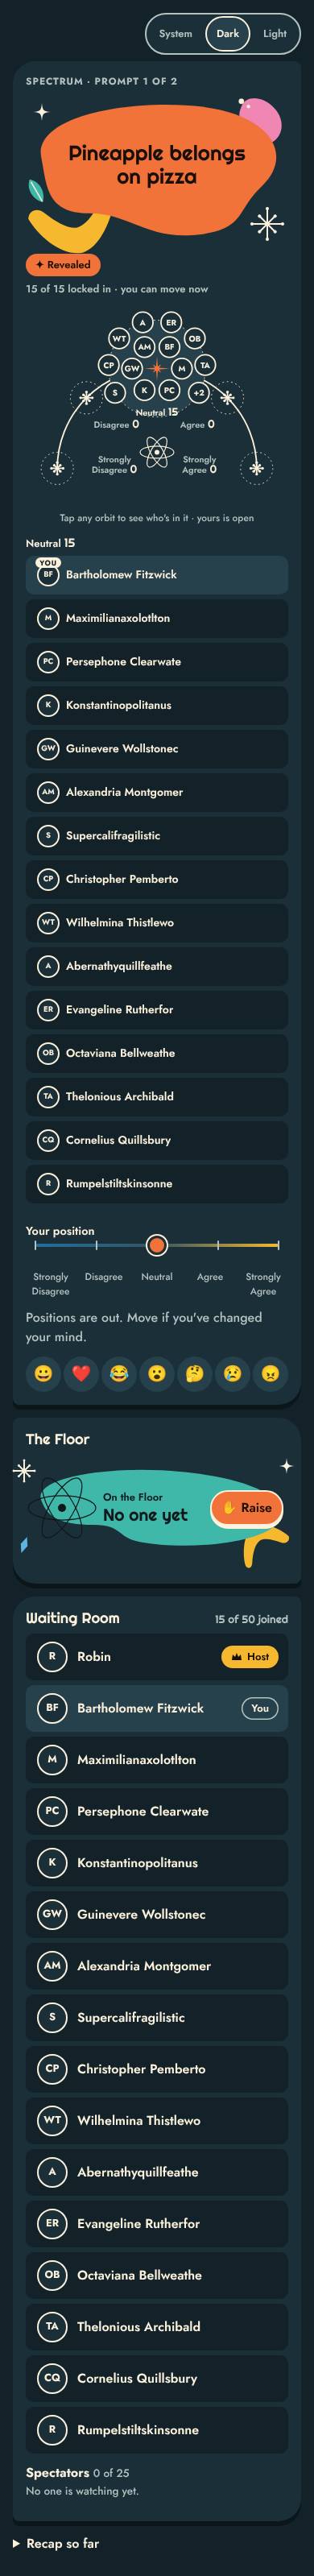 System Dark Light
SPECTRUM · PROMPT 1 OF 2
Pineapple belongs
on pizza
✦ Revealed
15 of 15 locked in · you can move now
A ER
WT AM BF OB
CP GW M TA
S K PC +2
Neutral 15
Disagree 0 Agree 0
Strongly Disagree 0
Strongly Agree 0
Tap any orbit to see who's in it · yours is open
Neutral 15
YOU
BF Bartholomew Fitzwick
M Maximilianaxolotlton
PC Persephone Clearwate
K Konstantinopolitanus
GW Guinevere Wollstonec
AM Alexandria Montgomer
S Supercalifragilistic
CP Christopher Pemberto
WT Wilhelmina Thistlewo
A Abernathyquillfeathe
ER Evangeline Rutherfor
OB Octaviana Bellweathe
TA Thelonious Archibald
CQ Cornelius Quillsbury
R Rumpelstiltskinsonne
Your position
Strongly Disagree Disagree Neutral Agree Strongly Agree
Positions are out. Move if you've changed
your mind.
The Floor
On the Floor
No one yet
✋ Raise
Waiting Room 15 of 50 joined
R Robin Host
BF Bartholomew Fitzwick You
M Maximilianaxolotlton
PC Persephone Clearwate
K Konstantinopolitanus
GW Guinevere Wollstonec
AM Alexandria Montgomer
S Supercalifragilistic
CP Christopher Pemberto
WT Wilhelmina Thistlewo
A Abernathyquillfeathe
ER Evangeline Rutherfor
OB Octaviana Bellweathe
TA Thelonious Archibald
CQ Cornelius Quillsbury
R Rumpelstiltskinsonne
Spectators 0 of 25
No one is watching yet.
▶ Recap so far